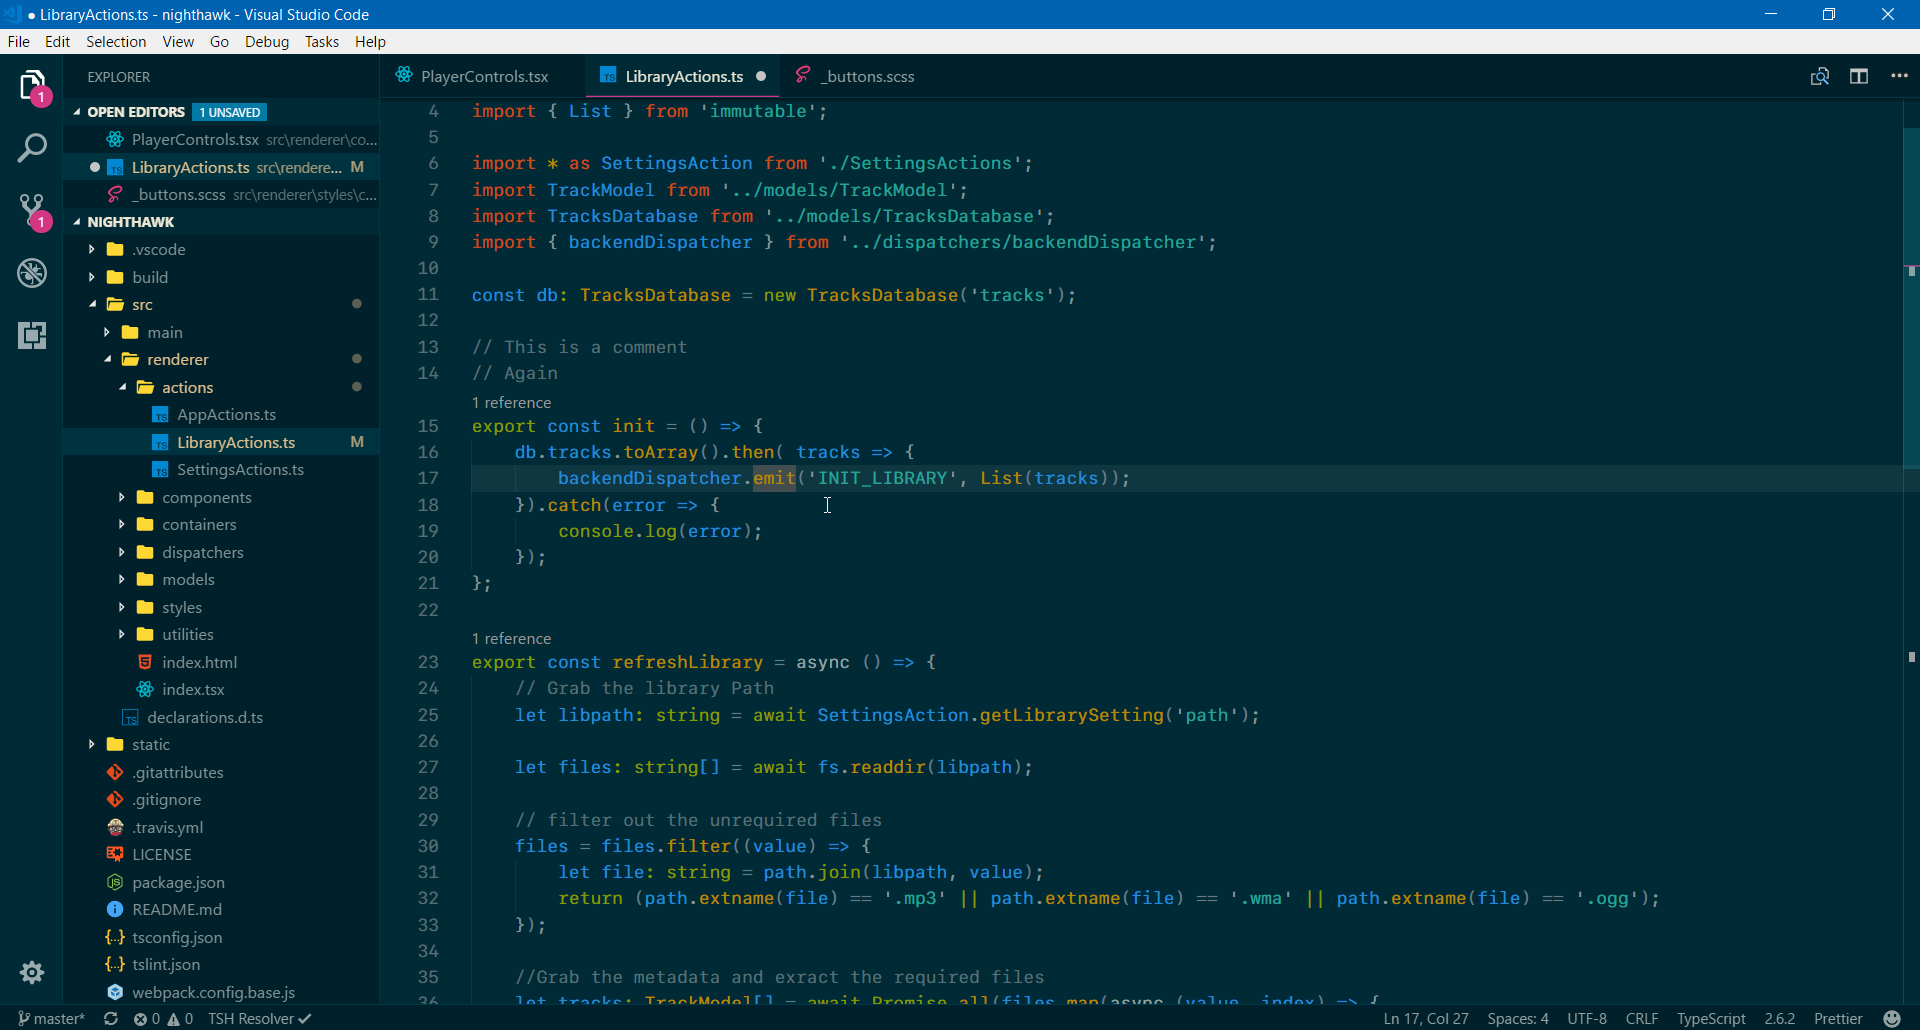 ● LibraryActions.ts - nighthawk - Visual Studio Code
File Edit Selection View Go Debug Tasks Help
EXPLORER
OPEN EDITORS 1 UNSAVED
PlayerControls.tsx src\renderer\co...
LibraryActions.ts src\rendere... M
_buttons.scss src\renderer\styles\c...
NIGHTHAWK
.vscode
build
src
main
renderer
actions
AppActions.ts
LibraryActions.ts M
SettingsActions.ts
components
containers
dispatchers
models
styles
utilities
index.html
index.tsx
declarations.d.ts
static
.gitattributes
.gitignore
.travis.yml
LICENSE
package.json
README.md
tsconfig.json
tslint.json
webpack.config.base.js
1
1
PlayerControls.tsx LibraryActions.ts ● _buttons.scss
4 import { List } from 'immutable';
5
6 import * as SettingsAction from './SettingsActions';
7 import TrackModel from '../models/TrackModel';
8 import TracksDatabase from '../models/TracksDatabase';
9 import { backendDispatcher } from '../dispatchers/backendDispatcher';
10
11 const db: TracksDatabase = new TracksDatabase('tracks');
12
13 // This is a comment
14 // Again
1 reference
15 export const init = () => {
16 db.tracks.toArray().then( tracks => {
17 backendDispatcher.emit('INIT_LIBRARY', List(tracks));
18 }).catch(error => {
19 console.log(error);
20 });
21 };
22
1 reference
23 export const refreshLibrary = async () => {
24 // Grab the library Path
25 let libpath: string = await SettingsAction.getLibrarySetting('path');
26
27 let files: string[] = await fs.readdir(libpath);
28
29 // filter out the unrequired files
30 files = files.filter((value) => {
31 let file: string = path.join(libpath, value);
32 return (path.extname(file) == '.mp3' || path.extname(file) == '.wma' || path.extname(file) == '.ogg');
33 });
34
35 //Grab the metadata and exract the required files
36 let tracks: TrackModel[] = await Promise.all(files.map(async (value, index) => {
master* 0 0 TSH Resolver ✓ Ln 17, Col 27 Spaces: 4 UTF-8 CRLF TypeScript 2.6.2 Prettier